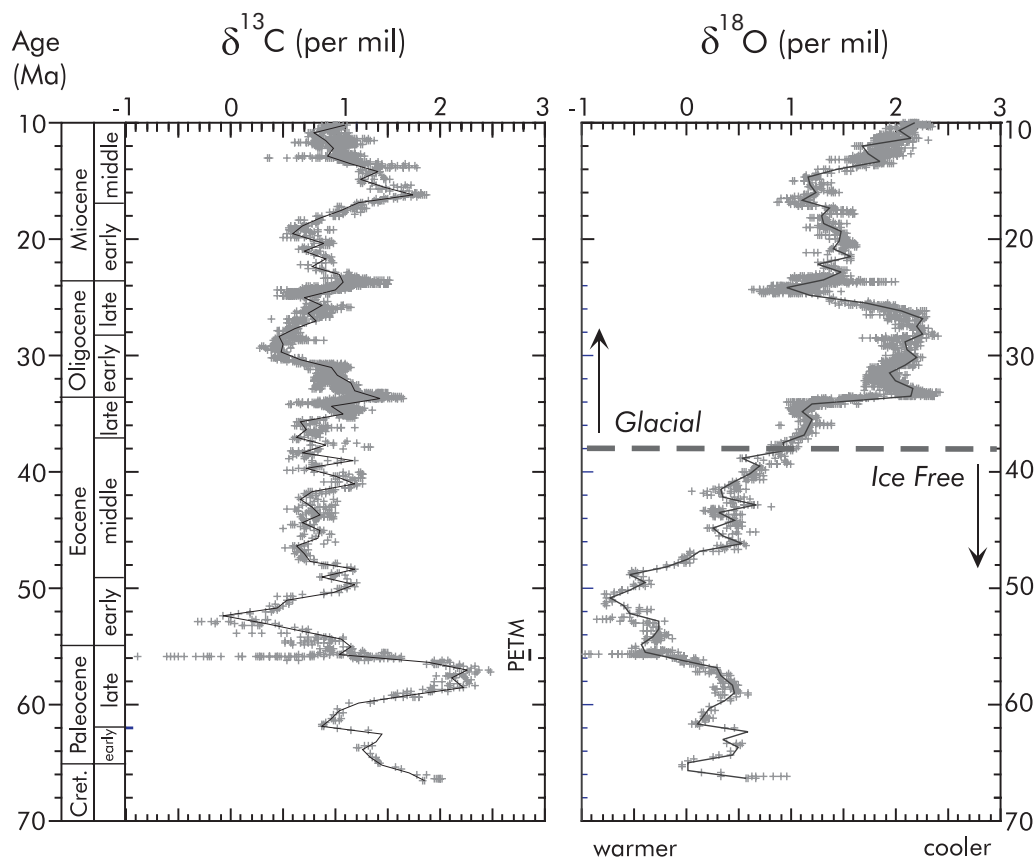 Age
(Ma)
δ13C (per mil)
δ18O (per mil)
-1 0 1 2 3
-1 0 1 2 3
10
20
30
40
50
60
70
Miocene
middle
early
Oligocene
late
early
Eocene
late
middle
early
Paleocene
late
early
Cret.
PETM
Glacial
Ice Free
10
20
30
40
50
60
70
warmer cooler